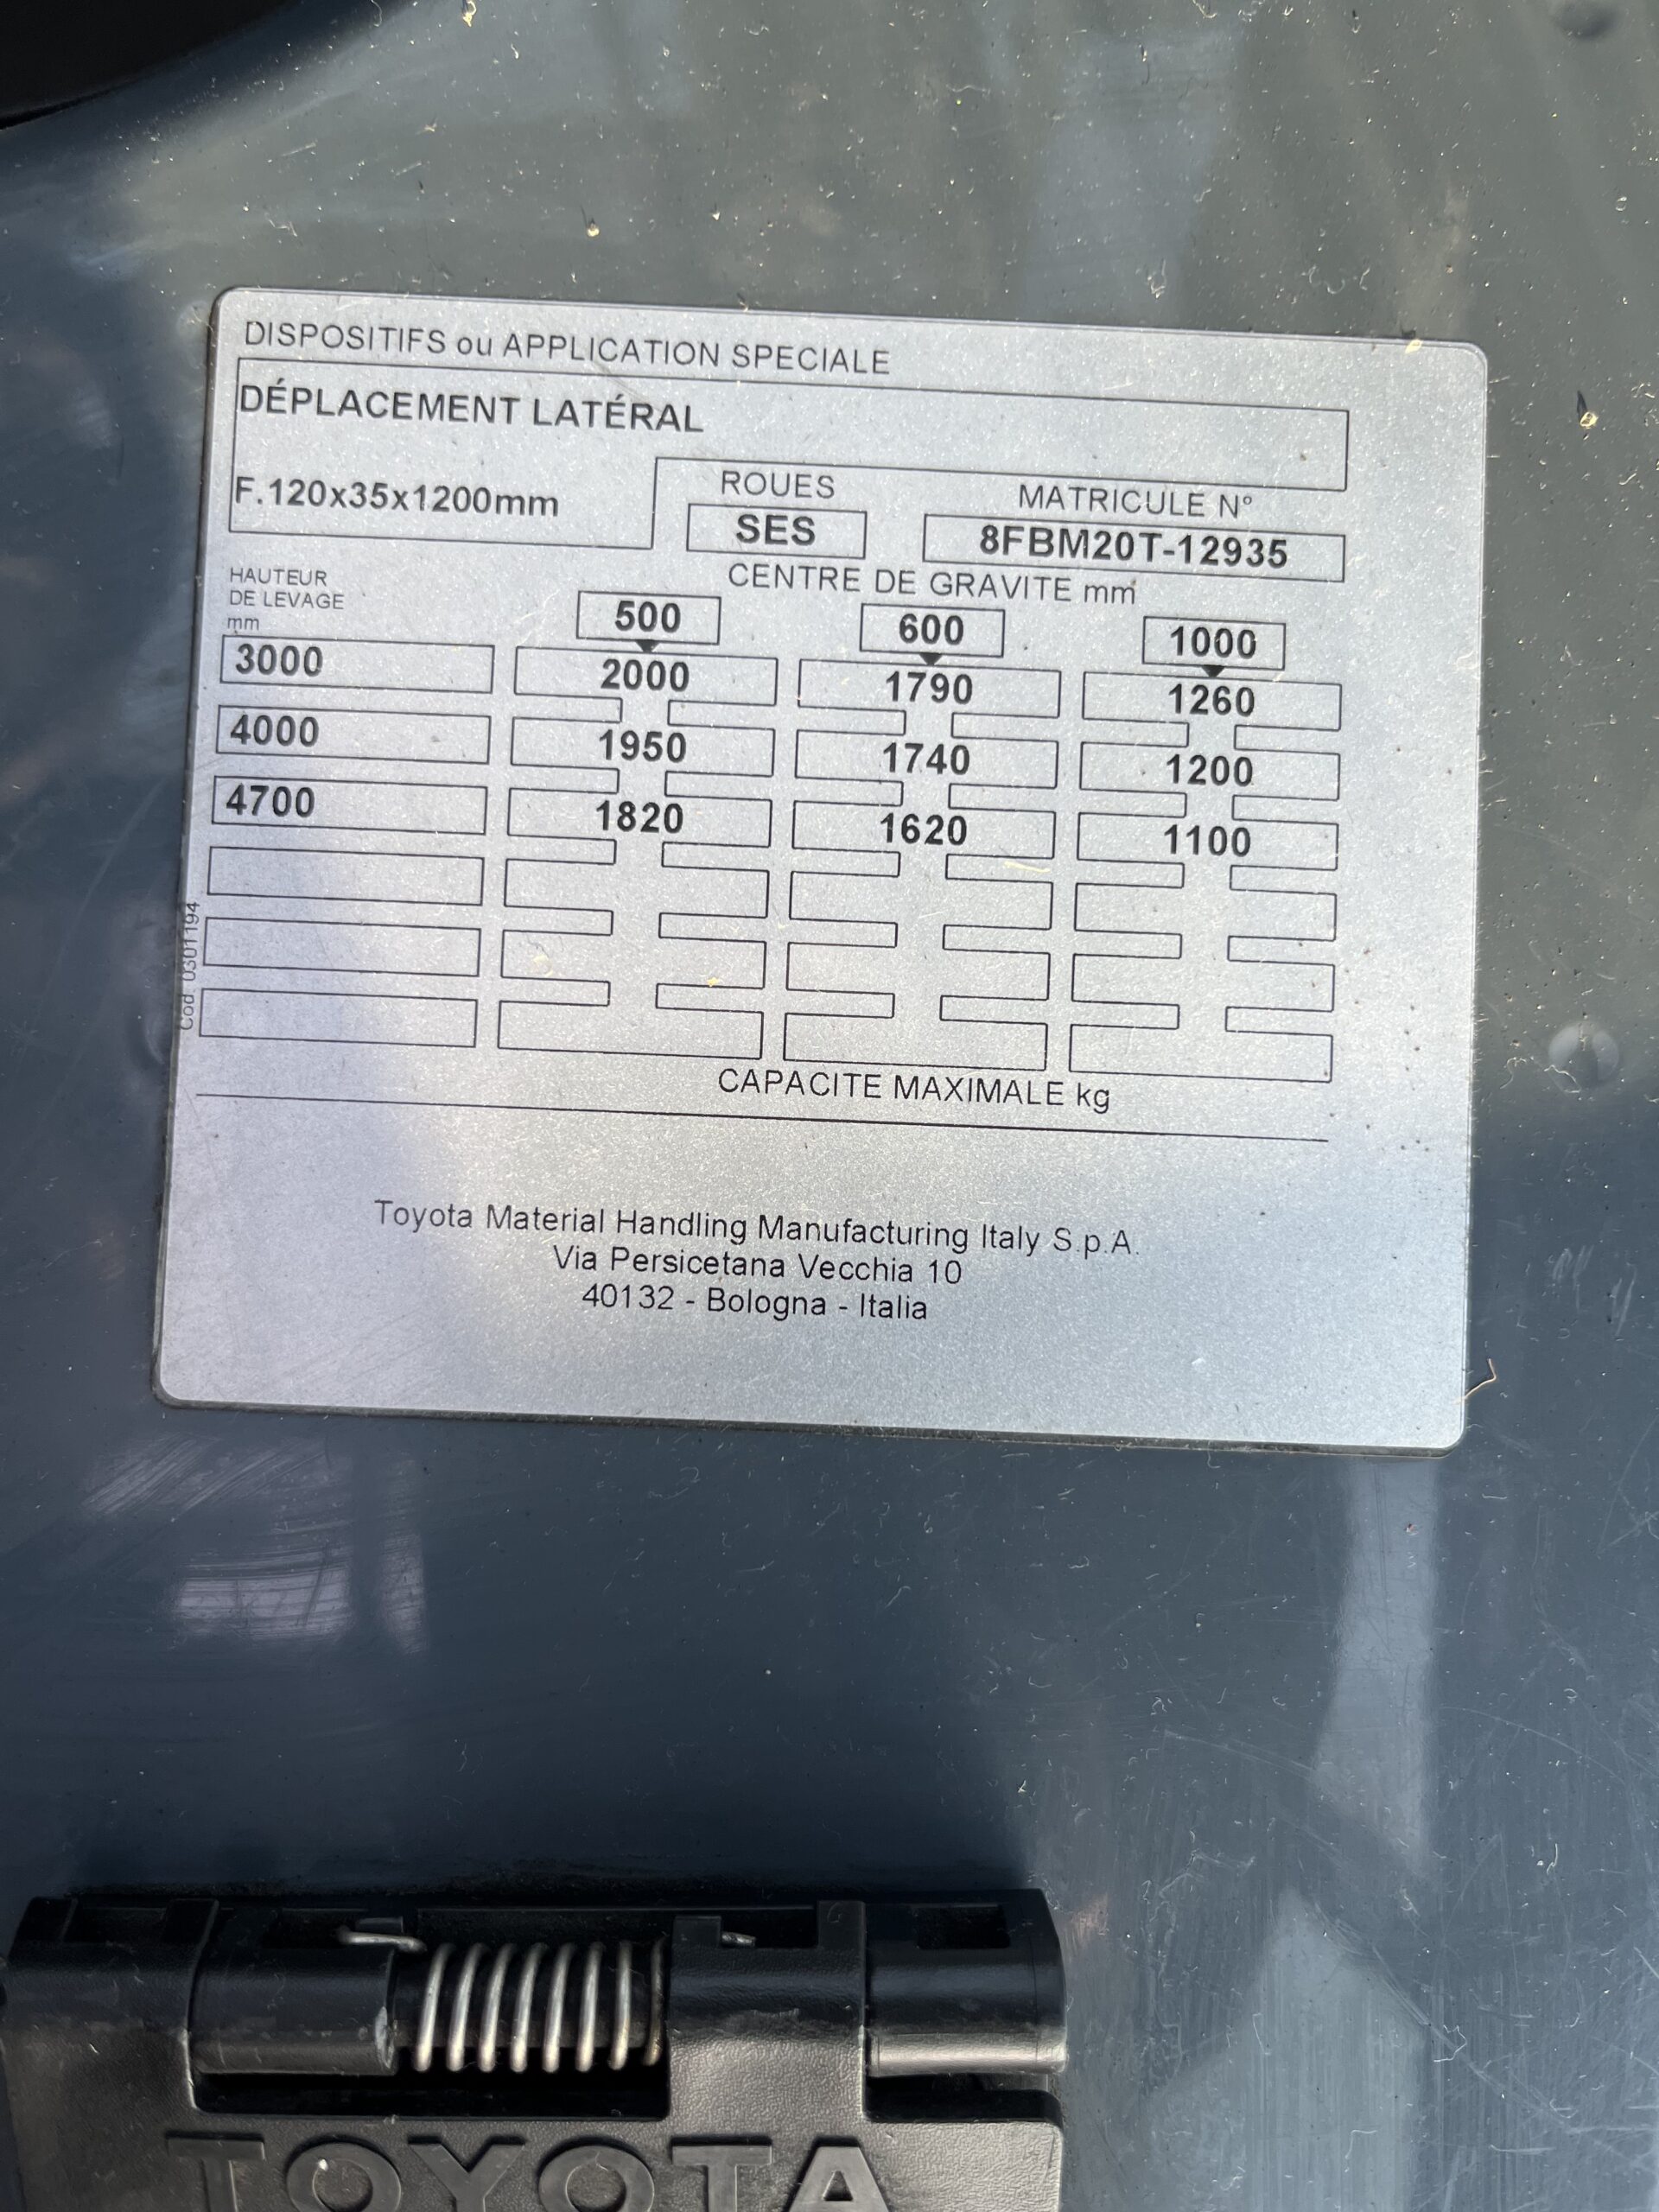 DISPOSITIFS ou APPLICATION SPECIALE
DÉPLACEMENT LATÉRAL
F.120x35x1200mm
ROUES
SES
MATRICULE Nº
8FBM20T-12935
HAUTEUR
DE LEVAGE
mm
CENTRE DE GRAVITE mm
500 600 1000
3000 2000 1790 1260
4000 1950 1740 1200
4700 1820 1620 1100
CAPACITE MAXIMALE kg
Cod. 0301194
Toyota Material Handling Manufacturing Italy S.p.A.
Via Persicetana Vecchia 10
40132 - Bologna - Italia
TOYOTA